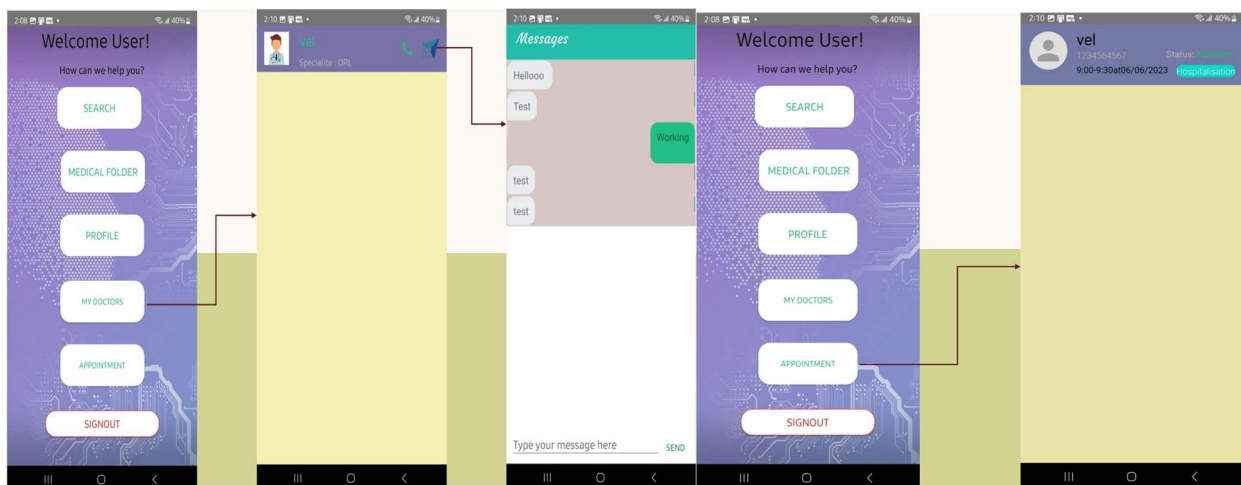 2:08
40%
Welcome User!
How can we help you?
SEARCH
MEDICAL FOLDER
PROFILE
MY DOCTORS
APPOINTMENT
SIGNOUT
2:10
40%
vel
Specialite : ORL
2:10
40%
Messages
Hellooo
Test
Working
test
test
Type your message here
SEND
2:08
40%
Welcome User!
How can we help you?
SEARCH
MEDICAL FOLDER
PROFILE
MY DOCTORS
APPOINTMENT
SIGNOUT
2:10
40%
vel
1234564567
Status:
9:00-9:30at06/06/2023
Hospitalisation